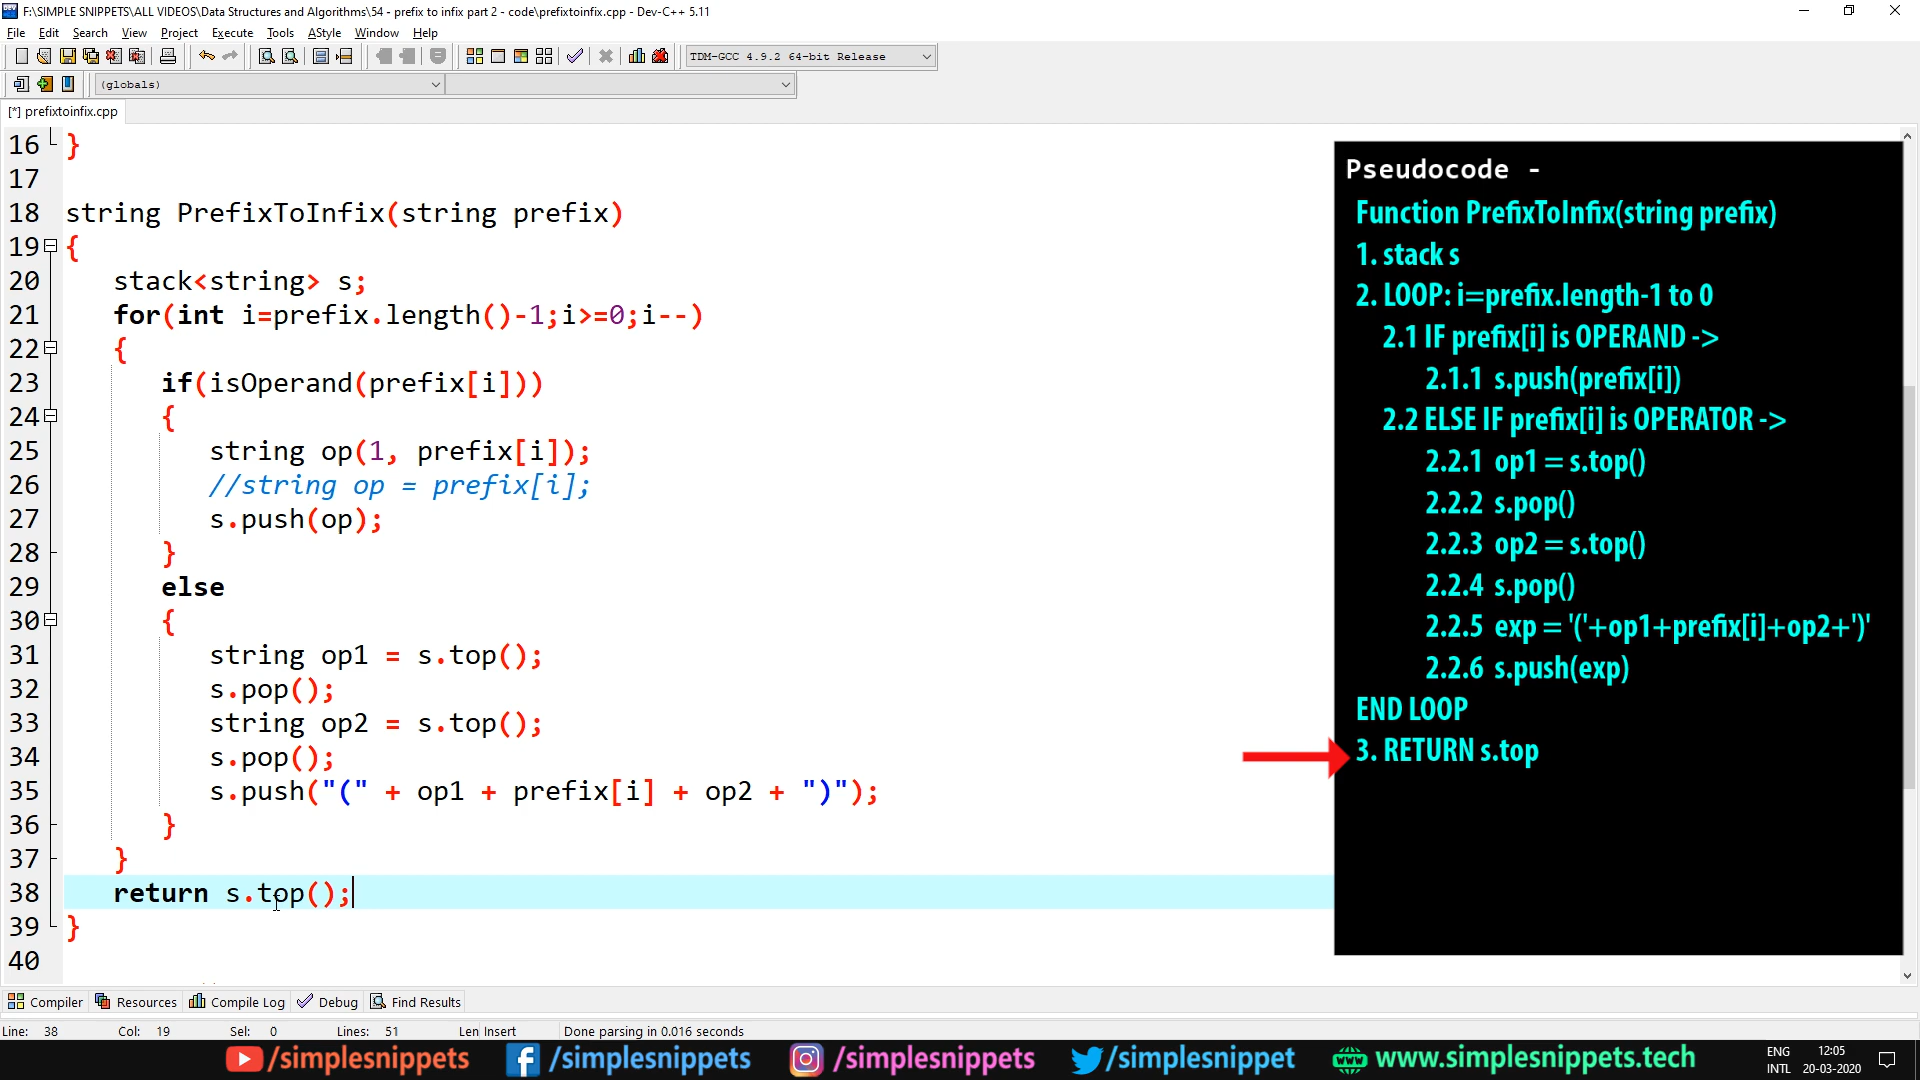 F:\SIMPLE SNIPPETS\ALL VIDEOS\Data Structures and Algorithms\54 - prefix to infix part 2 - code\prefixtoinfix.cpp - Dev-C++ 5.11
File Edit Search View Project Execute Tools AStyle Window Help
TDM-GCC 4.9.2 64-bit Release
(globals)
[*] prefixtoinfix.cpp
16 }
17
18 string PrefixToInfix(string prefix)
19 {
20 stack<string> s;
21 for(int i=prefix.length()-1;i>=0;i--)
22 {
23 if(isOperand(prefix[i]))
24 {
25 string op(1, prefix[i]);
26 //string op = prefix[i];
27 s.push(op);
28 }
29 else
30 {
31 string op1 = s.top();
32 s.pop();
33 string op2 = s.top();
34 s.pop();
35 s.push("(" + op1 + prefix[i] + op2 + ")");
36 }
37 }
38 return s.top();
39 }
40
Pseudocode -
Function PrefixToInfix(string prefix)
1. stack s
2. LOOP: i=prefix.length-1 to 0
2.1 IF prefix[i] is OPERAND ->
2.1.1 s.push(prefix[i])
2.2 ELSE IF prefix[i] is OPERATOR ->
2.2.1 op1 = s.top()
2.2.2 s.pop()
2.2.3 op2 = s.top()
2.2.4 s.pop()
2.2.5 exp = '('+op1+prefix[i]+op2+')'
2.2.6 s.push(exp)
END LOOP
3. RETURN s.top
Compiler Resources Compile Log Debug Find Results
Line: 38 Col: 19 Sel: 0 Lines: 51 Len Insert Done parsing in 0.016 seconds
/simplesnippets /simplesnippets /simplesnippets /simplesnippet www.simplesnippets.tech
ENG 12:05
INTL 20-03-2020